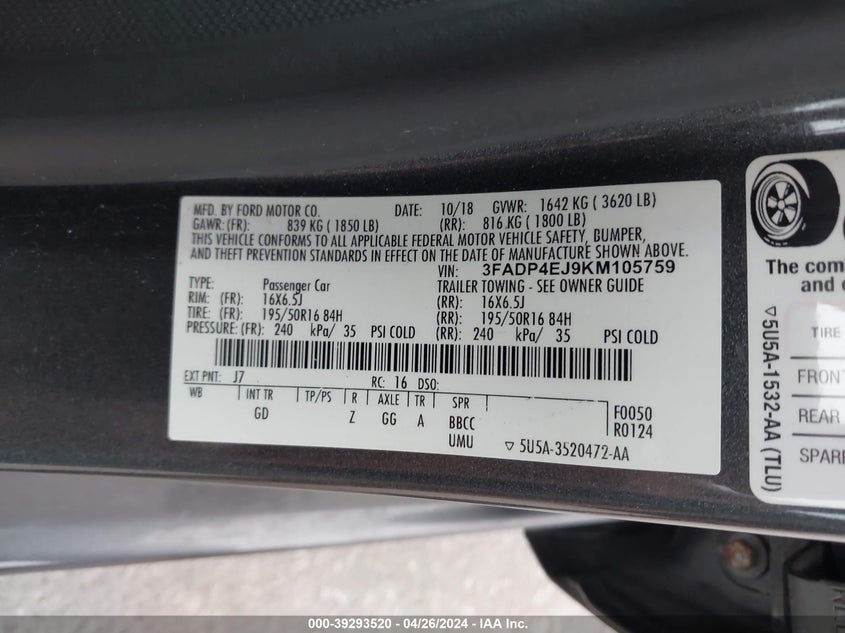 MFD. BY FORD MOTOR CO. DATE: 10/18 GVWR: 1642 KG ( 3620 LB)
GAWR: (FR): 839 KG ( 1850 LB) (RR): 816 KG ( 1800 LB)
THIS VEHICLE CONFORMS TO ALL APPLICABLE FEDERAL MOTOR VEHICLE SAFETY, BUMPER,
AND THEFT PREVENTION STANDARDS IN EFFECT ON THE DATE OF MANUFACTURE SHOWN ABOVE.
VIN: 3FADP4EJ9KM105759
TYPE: Passenger Car TRAILER TOWING - SEE OWNER GUIDE
RIM: (FR): 16X6.5J (RR): 16X6.5J
TIRE: (FR): 195/50R16 84H (RR): 195/50R16 84H
PRESSURE: (FR): 240 kPa/ 35 PSI COLD (RR): 240 kPa/ 35 PSI COLD
EXT PNT: J7 RC: 16 DSO:
WB INT TR TP/PS R AXLE TR SPR F0050
GD Z GG A BBCC R0124
UMU ▽ 5U5A-3520472-AA
The com
and
TIRE
FRONT
REAR
SPARE
▽5U5A-1532-AA (TLU)
000-39293520 / 04/26/2024 / IAA Inc.